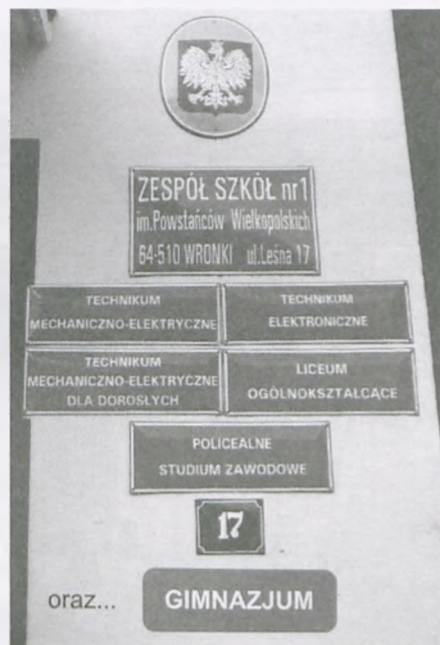 ZESPÓŁ SZKÓŁ nr 1
im. Powstańców Wielkopolskich
64-510 WRONKI ul. Leśna 17
TECHNIKUM
MECHANICZNO-ELEKTRYCZNE
TECHNIKUM
ELEKTRONICZNE
TECHNIKUM
MECHANICZNO-ELEKTRYCZNE
DLA DOROSŁYCH
LICEUM
OGÓLNOKSZTAŁCĄCE
POLICEALNE
STUDIUM ZAWODOWE
17
oraz... GIMNAZJUM